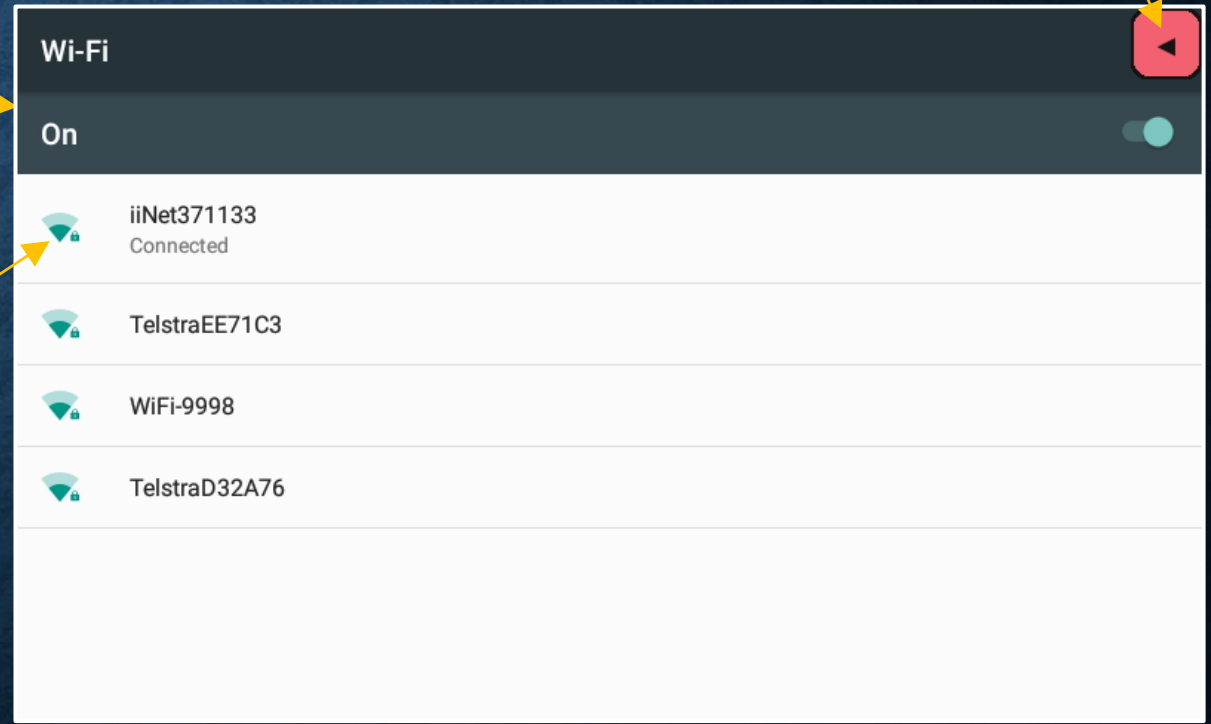 Wi-Fi
On
iiNet371133
Connected
TelstraEE71C3
WiFi-9998
TelstraD32A76